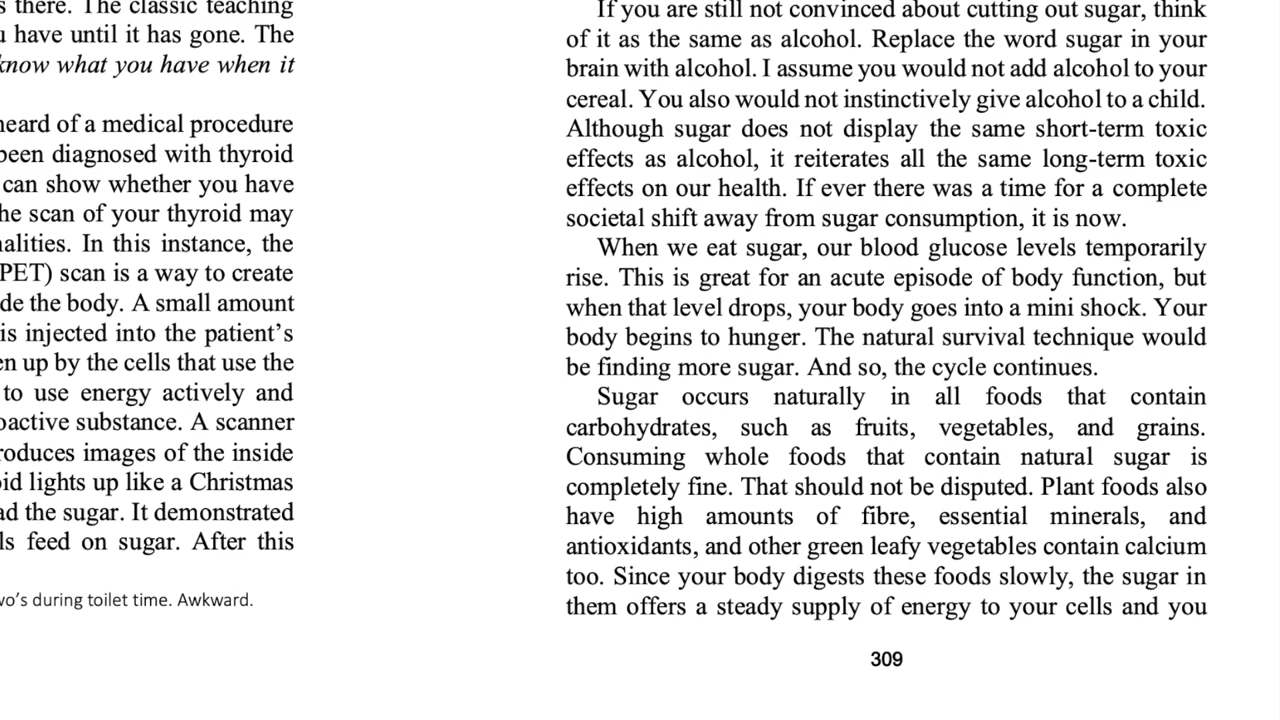 s there. The classic teaching
have until it has gone. The
know what you have when it
heard of a medical procedure
been diagnosed with thyroid
can show whether you have
he scan of your thyroid may
nalities. In this instance, the
PET) scan is a way to create
de the body. A small amount
is injected into the patient’s
en up by the cells that use the
to use energy actively and
oactive substance. A scanner
roduces images of the inside
oid lights up like a Christmas
ad the sugar. It demonstrated
ls feed on sugar. After this
wo’s during toilet time. Awkward.
If you are still not convinced about cutting out sugar, think
of it as the same as alcohol. Replace the word sugar in your
brain with alcohol. I assume you would not add alcohol to your
cereal. You also would not instinctively give alcohol to a child.
Although sugar does not display the same short-term toxic
effects as alcohol, it reiterates all the same long-term toxic
effects on our health. If ever there was a time for a complete
societal shift away from sugar consumption, it is now.
When we eat sugar, our blood glucose levels temporarily
rise. This is great for an acute episode of body function, but
when that level drops, your body goes into a mini shock. Your
body begins to hunger. The natural survival technique would
be finding more sugar. And so, the cycle continues.
Sugar occurs naturally in all foods that contain
carbohydrates, such as fruits, vegetables, and grains.
Consuming whole foods that contain natural sugar is
completely fine. That should not be disputed. Plant foods also
have high amounts of fibre, essential minerals, and
antioxidants, and other green leafy vegetables contain calcium
too. Since your body digests these foods slowly, the sugar in
them offers a steady supply of energy to your cells and you
309